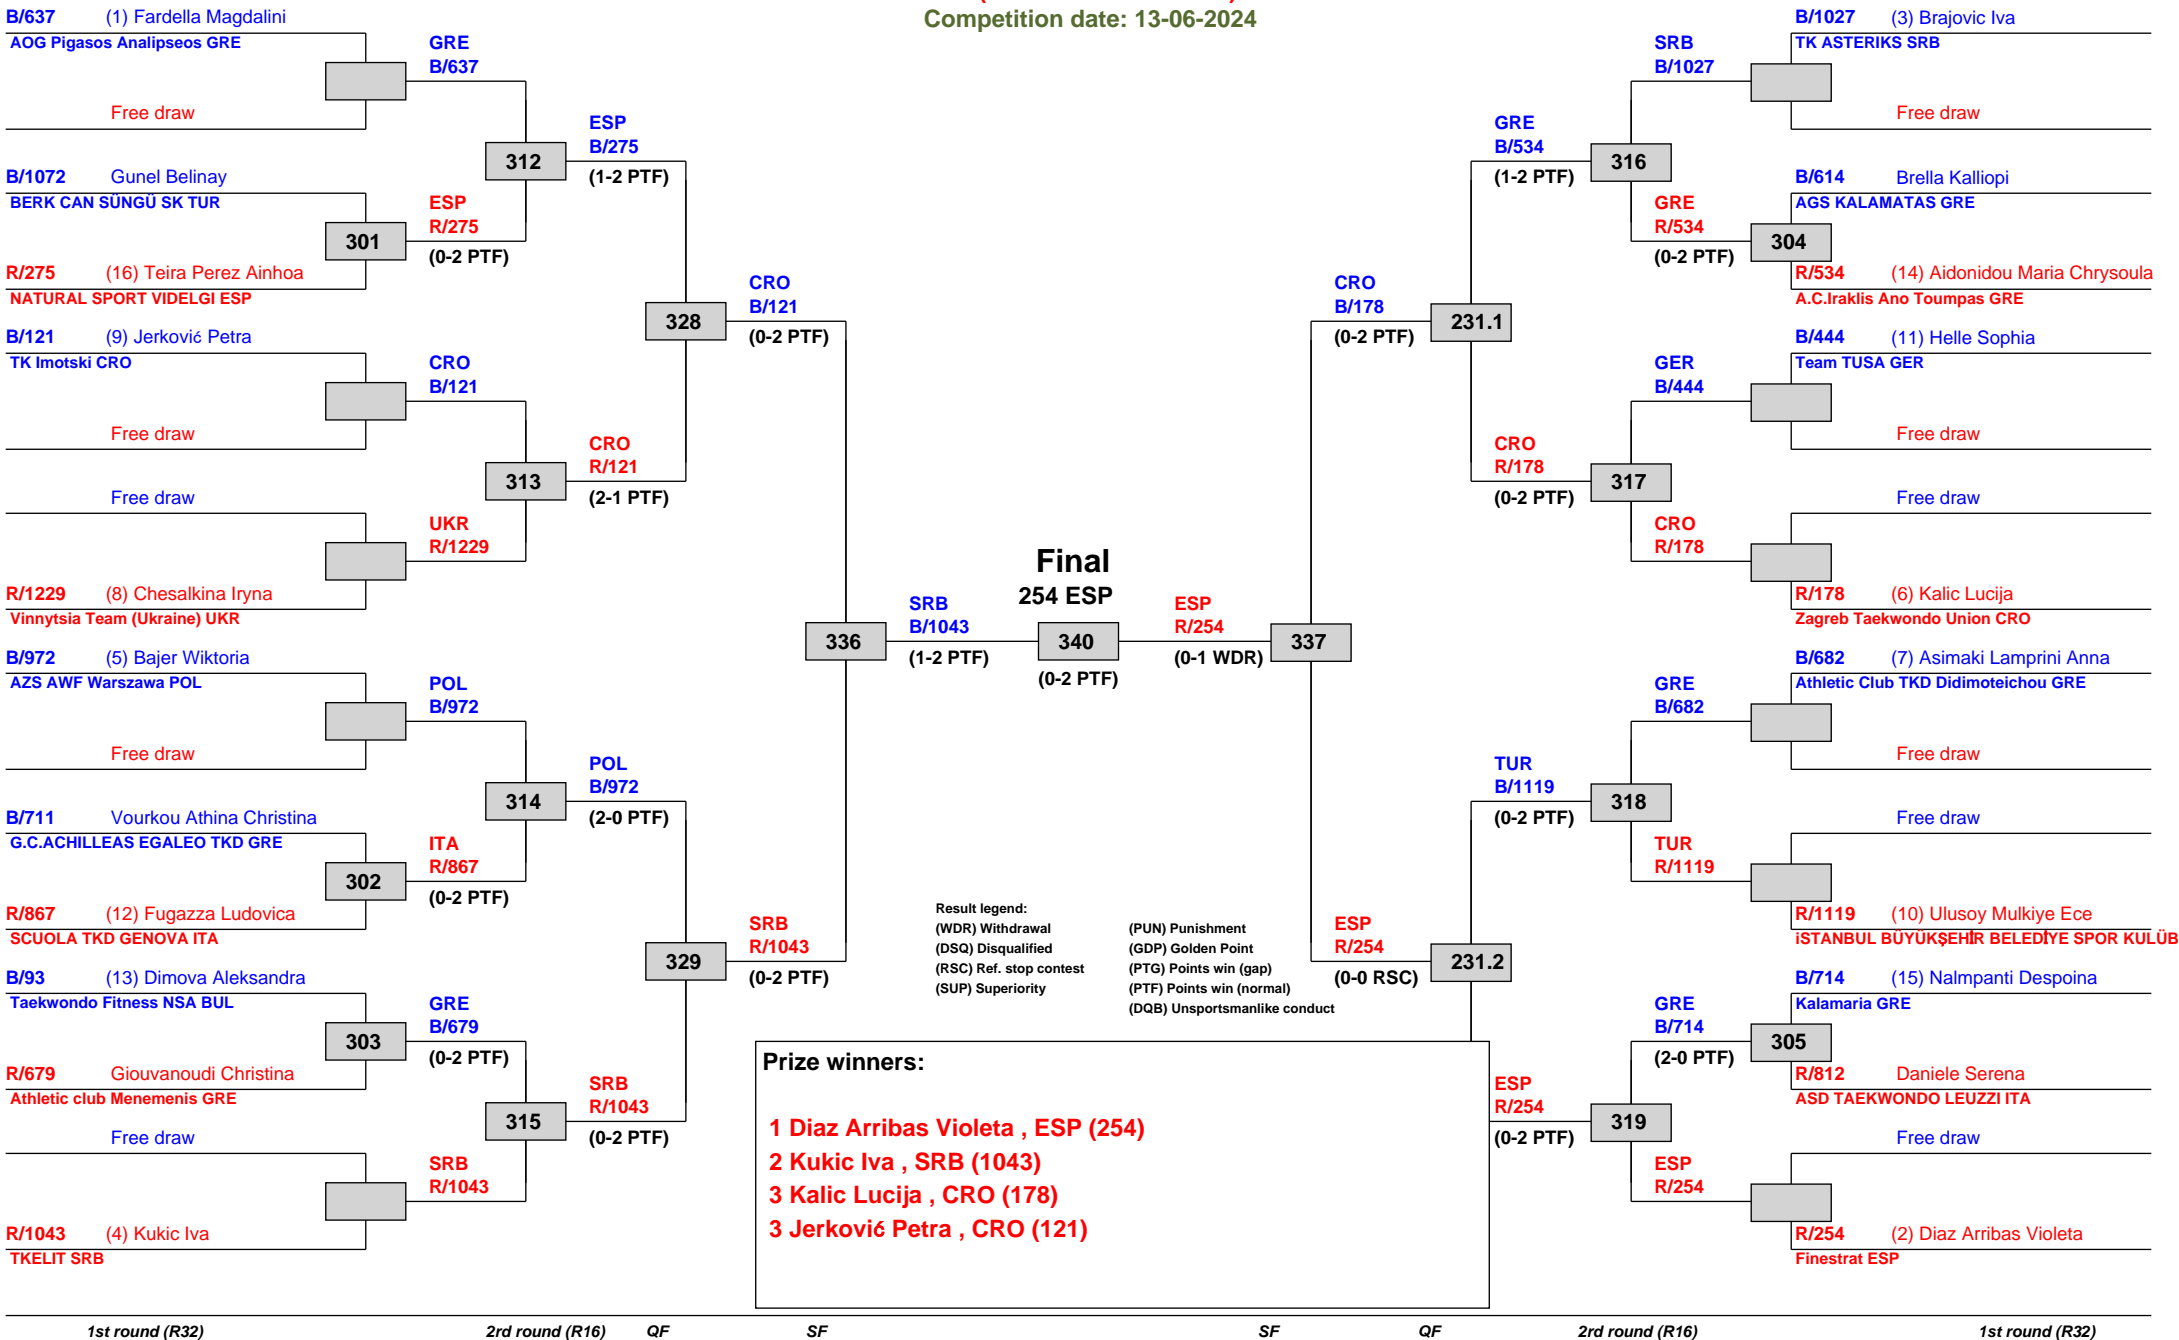 Competition date: 13-06-2024
B/637 (1) Fardella Magdalini
AOG Pigasos Analipseos GRE
Free draw
B/1072 Gunel Belinay
BERK CAN SÜNGÜ SK TUR
301
R/275 (16) Teira Perez Ainhoa
NATURAL SPORT VIDELGI ESP
B/121 (9) Jerković Petra
TK Imotski CRO
Free draw
Free draw
R/1229 (8) Chesalkina Iryna
Vinnytsia Team (Ukraine) UKR
B/972 (5) Bajer Wiktoria
AZS AWF Warszawa POL
Free draw
B/711 Vourkou Athina Christina
G.C.ACHILLEAS EGALEO TKD GRE
302
R/867 (12) Fugazza Ludovica
SCUOLA TKD GENOVA ITA
B/93 (13) Dimova Aleksandra
Taekwondo Fitness NSA BUL
303
R/679 Giouvanoudi Christina
Athletic club Menemenis GRE
Free draw
R/1043 (4) Kukic Iva
TKELIT SRB
GRE
B/637
312
ESP
R/275
(0-2 PTF)
CRO
B/121
313
UKR
R/1229
POL
B/972
314
ITA
R/867
(0-2 PTF)
GRE
B/679
(0-2 PTF)
315
SRB
R/1043
ESP
B/275
(1-2 PTF)
328
CRO
R/121
(2-1 PTF)
POL
B/972
(2-0 PTF)
329
SRB
R/1043
(0-2 PTF)
CRO
B/121
(0-2 PTF)
336
SRB
R/1043
(0-2 PTF)
SRB
B/1043
(1-2 PTF)
Final
254 ESP
340
(0-2 PTF)
ESP
R/254
(0-1 WDR)
337
CRO
B/178
(0-2 PTF)
ESP
R/254
(0-0 RSC)
231.1
231.2
GRE
B/534
(1-2 PTF)
316
CRO
R/178
(0-2 PTF)
317
TUR
B/1119
(0-2 PTF)
318
ESP
R/254
(0-2 PTF)
319
SRB
B/1027
GRE
R/534
(0-2 PTF)
GER
B/444
CRO
R/178
GRE
B/682
TUR
R/1119
GRE
B/714
(2-0 PTF)
ESP
R/254
B/1027 (3) Brajovic Iva
TK ASTERIKS SRB
Free draw
B/614 Brella Kalliopi
AGS KALAMATAS GRE
304
R/534 (14) Aidonidou Maria Chrysoula
A.C.Iraklis Ano Toumpas GRE
B/444 (11) Helle Sophia
Team TUSA GER
Free draw
Free draw
R/178 (6) Kalic Lucija
Zagreb Taekwondo Union CRO
B/682 (7) Asimaki Lamprini Anna
Athletic Club TKD Didimoteichou GRE
Free draw
Free draw
R/1119 (10) Ulusoy Mulkiye Ece
iSTANBUL BÜYÜKŞEHİR BELEDİYE SPOR KULÜB
B/714 (15) Nalmpanti Despoina
Kalamaria GRE
305
R/812 Daniele Serena
ASD TAEKWONDO LEUZZI ITA
Free draw
R/254 (2) Diaz Arribas Violeta
Finestrat ESP
Result legend:
(WDR) Withdrawal
(DSQ) Disqualified
(RSC) Ref. stop contest
(SUP) Superiority
(PUN) Punishment
(GDP) Golden Point
(PTG) Points win (gap)
(PTF) Points win (normal)
(DQB) Unsportsmanlike conduct
Prize winners:
1 Diaz Arribas Violeta , ESP (254)
2 Kukic Iva , SRB (1043)
3 Kalic Lucija , CRO (178)
3 Jerković Petra , CRO (121)
1st round (R32) 2rd round (R16) QF SF SF QF 2rd round (R16) 1st round (R32)